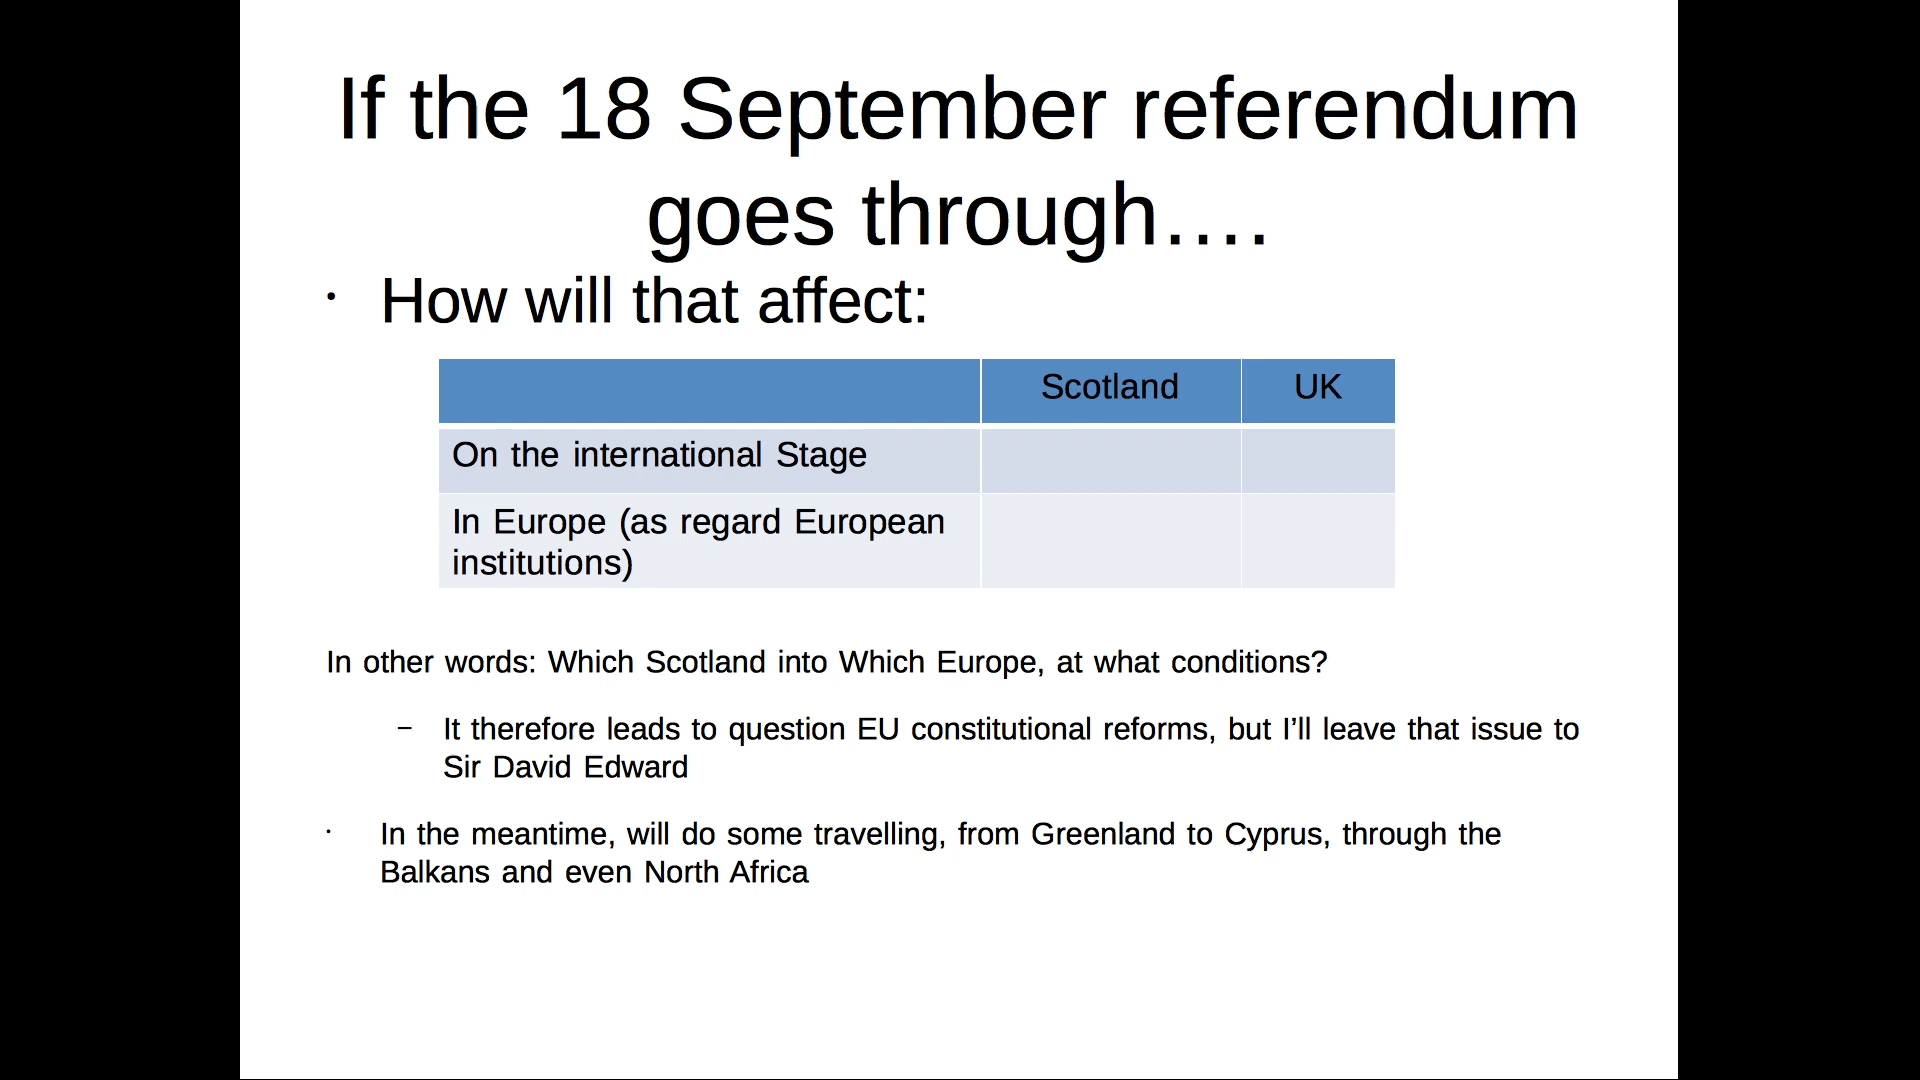 If the 18 September referendum
goes through….
• How will that affect:
Scotland UK
On the international Stage
In Europe (as regard European
institutions)
In other words: Which Scotland into Which Europe, at what conditions?
– It therefore leads to question EU constitutional reforms, but I’ll leave that issue to
Sir David Edward
• In the meantime, will do some travelling, from Greenland to Cyprus, through the
Balkans and even North Africa